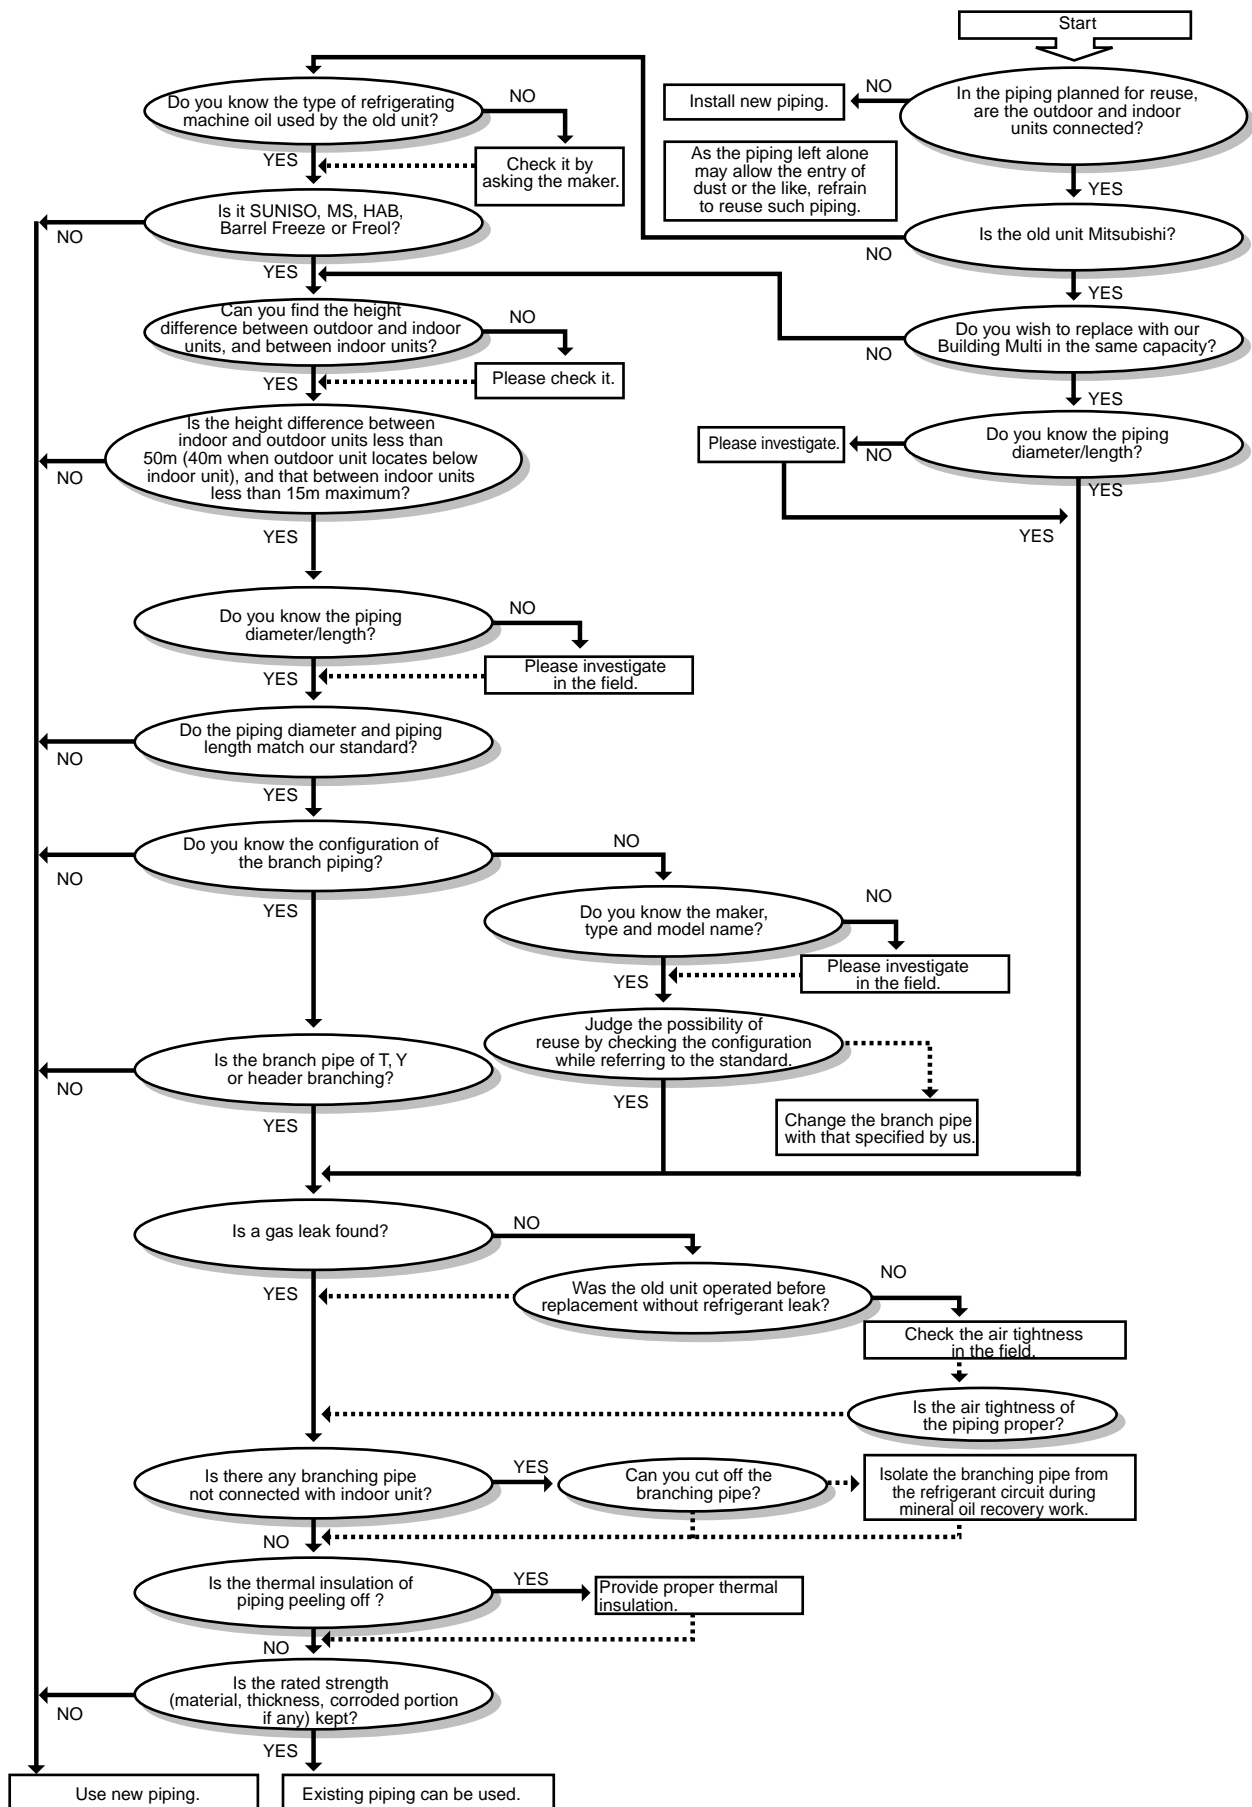 Start
In the piping planned for reuse,
are the outdoor and indoor
units connected?
NO
Install new piping.
As the piping left alone
may allow the entry of
dust or the like, refrain
to reuse such piping.
YES
Is the old unit Mitsubishi?
NO
YES
Do you wish to replace with our
Building Multi in the same capacity?
NO
YES
Do you know the piping
diameter/length?
NO
Please investigate.
YES
YES
Do you know the type of refrigerating
machine oil used by the old unit?
NO
Check it by
asking the maker.
YES
Is it SUNISO, MS, HAB,
Barrel Freeze or Freol?
NO
YES
Can you find the height
difference between outdoor and indoor
units, and between indoor units?
NO
Please check it.
YES
Is the height difference between
indoor and outdoor units less than
50m (40m when outdoor unit locates below
indoor unit), and that between indoor units
less than 15m maximum?
NO
YES
Do you know the piping
diameter/length?
NO
Please investigate
in the field.
YES
Do the piping diameter and piping
length match our standard?
NO
YES
Do you know the configuration of
the branch piping?
NO
NO
YES
Do you know the maker,
type and model name?
NO
Please investigate
in the field.
YES
Judge the possibility of
reuse by checking the configuration
while referring to the standard.
YES
Change the branch pipe
with that specified by us.
Is the branch pipe of T, Y
or header branching?
NO
YES
Is a gas leak found?
NO
YES
Was the old unit operated before
replacement without refrigerant leak?
NO
Check the air tightness
in the field.
Is the air tightness of
the piping proper?
Is there any branching pipe
not connected with indoor unit?
YES
Can you cut off the
branching pipe?
Isolate the branching pipe from
the refrigerant circuit during
mineral oil recovery work.
NO
Is the thermal insulation of
piping peeling off ?
YES
Provide proper thermal
insulation.
NO
Is the rated strength
(material, thickness, corroded portion
if any) kept?
NO
YES
Use new piping.
Existing piping can be used.